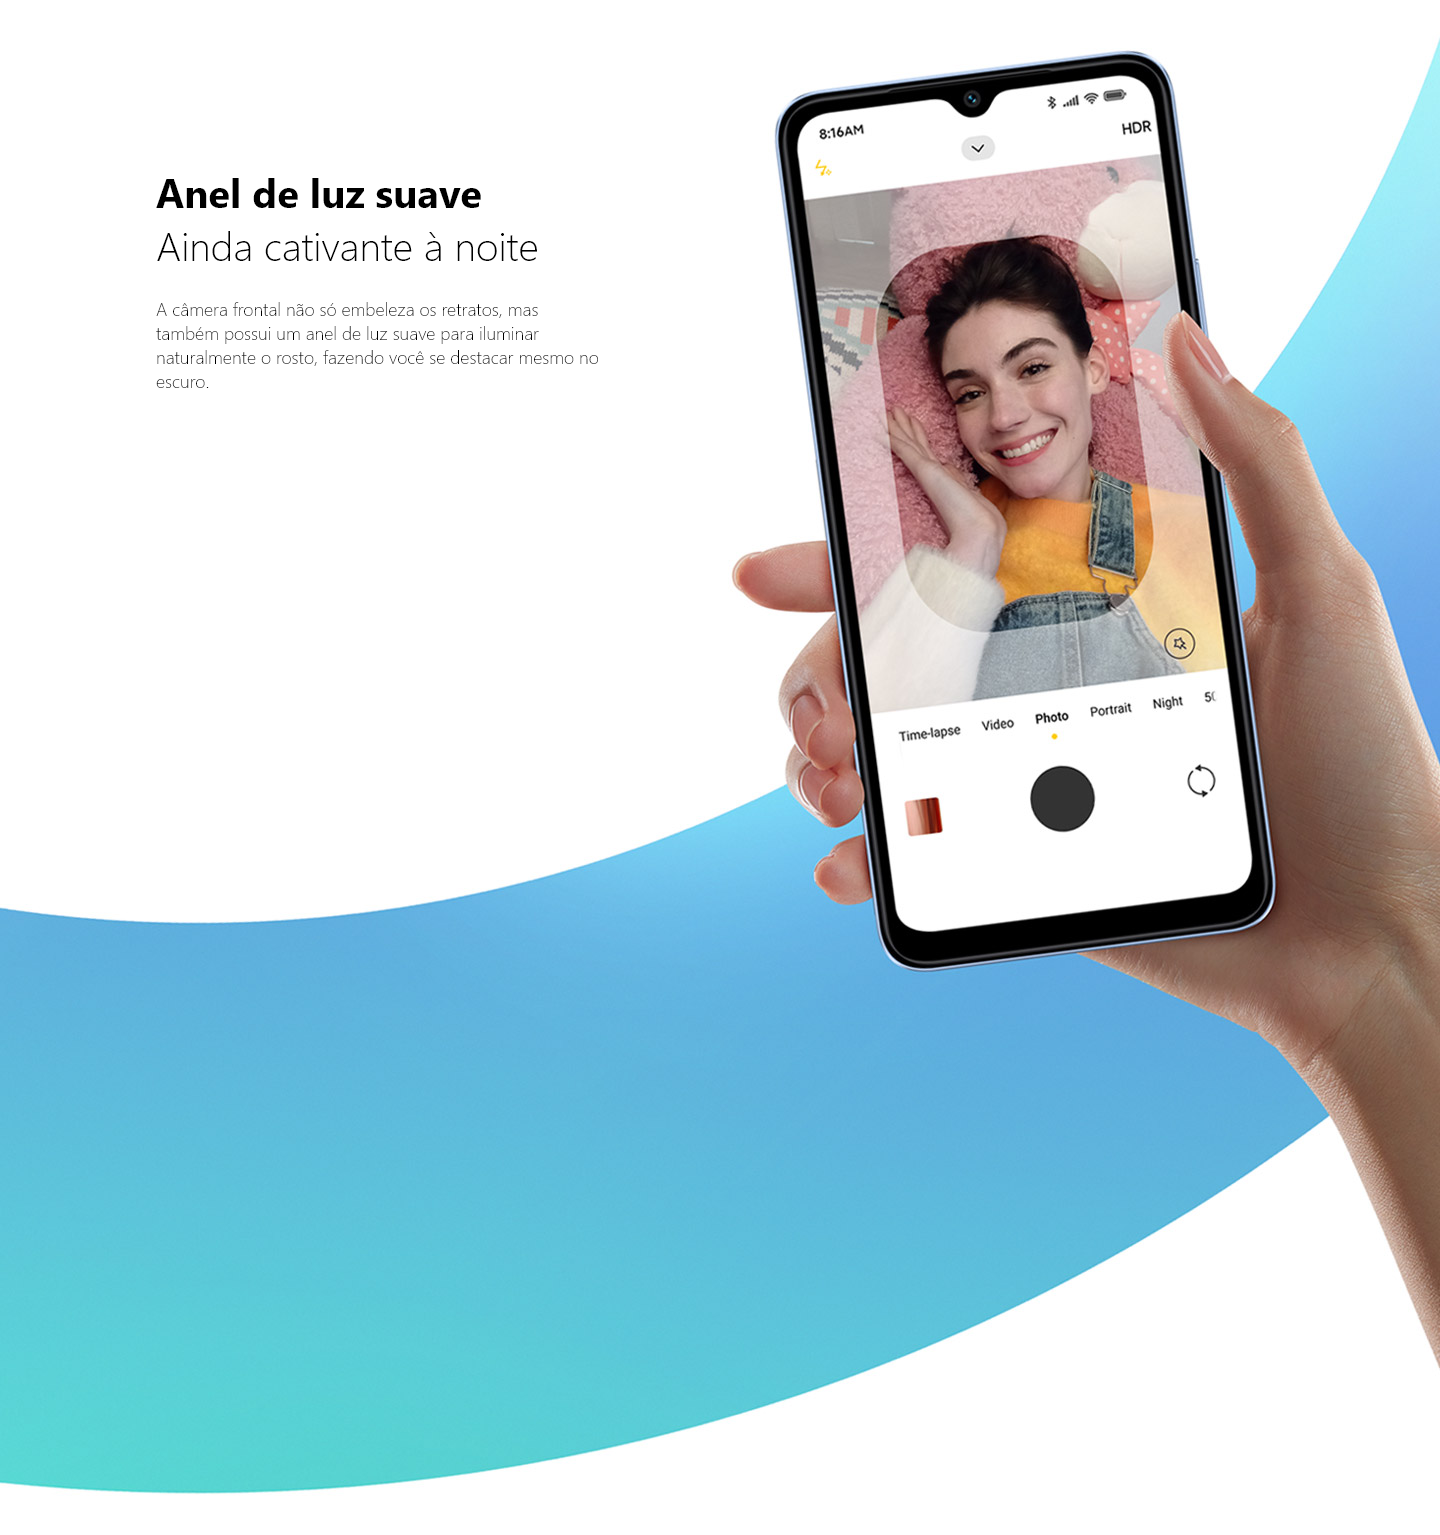 Anel de luz suave
Ainda cativante à noite
A câmera frontal não só embeleza os retratos, mas
também possui um anel de luz suave para iluminar
naturalmente o rosto, fazendo você se destacar mesmo no
escuro.
8:16AM
HDR
Time-lapse Video Photo Portrait Night